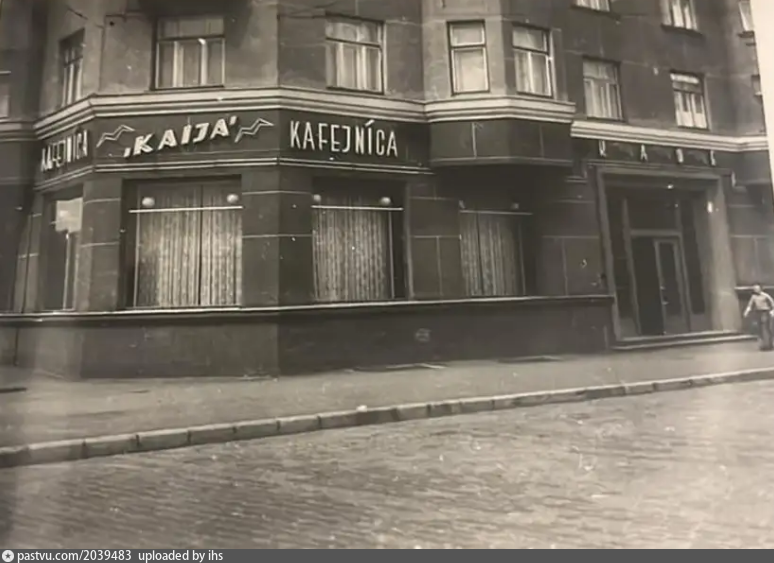 KAFEJNĪCA
„KAIJA”
KAFEJNĪCA
pastvu.com/2039483 uploaded by ihs